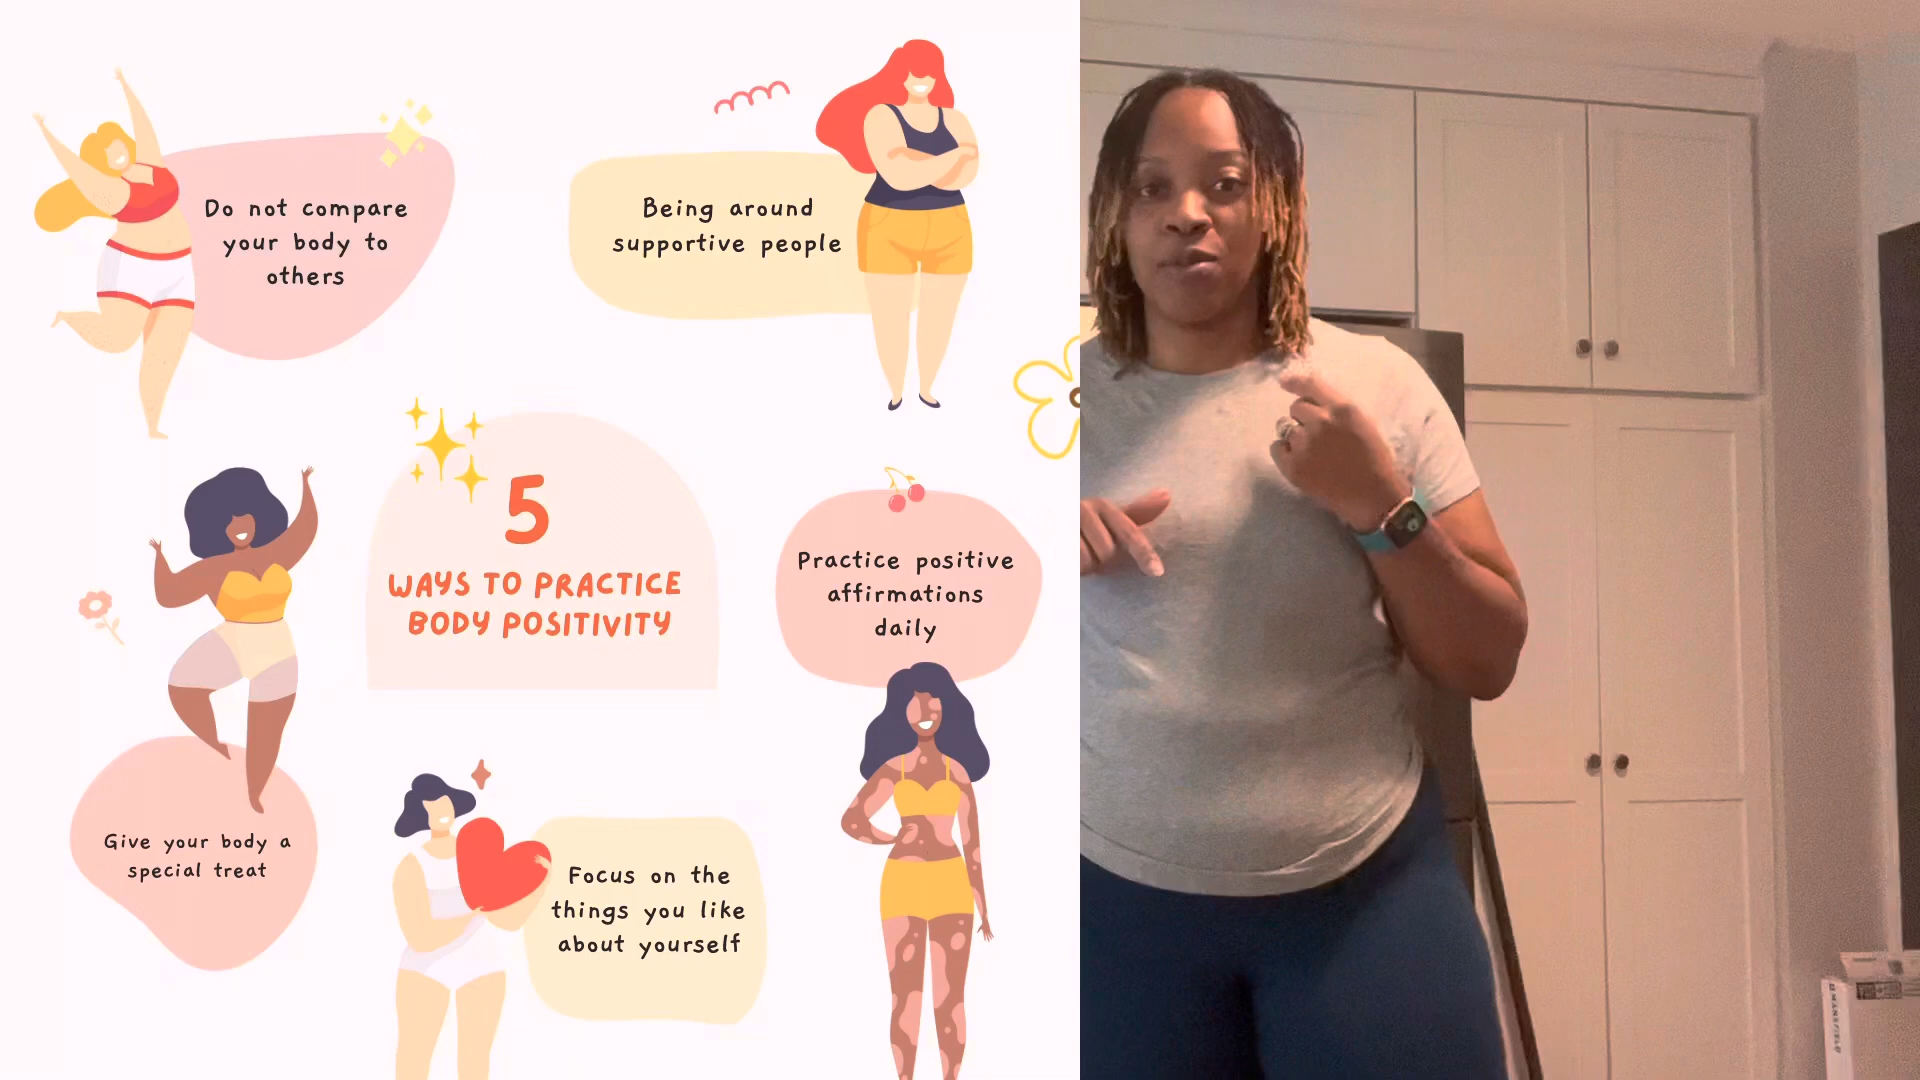 Do not compare
your body to
others
Being around
supportive people
5
WAYS TO PRACTICE
BODY POSITIVITY
Practice positive
affirmations
daily
Give your body a
special treat
Focus on the
things you like
about yourself
MANSFIELD